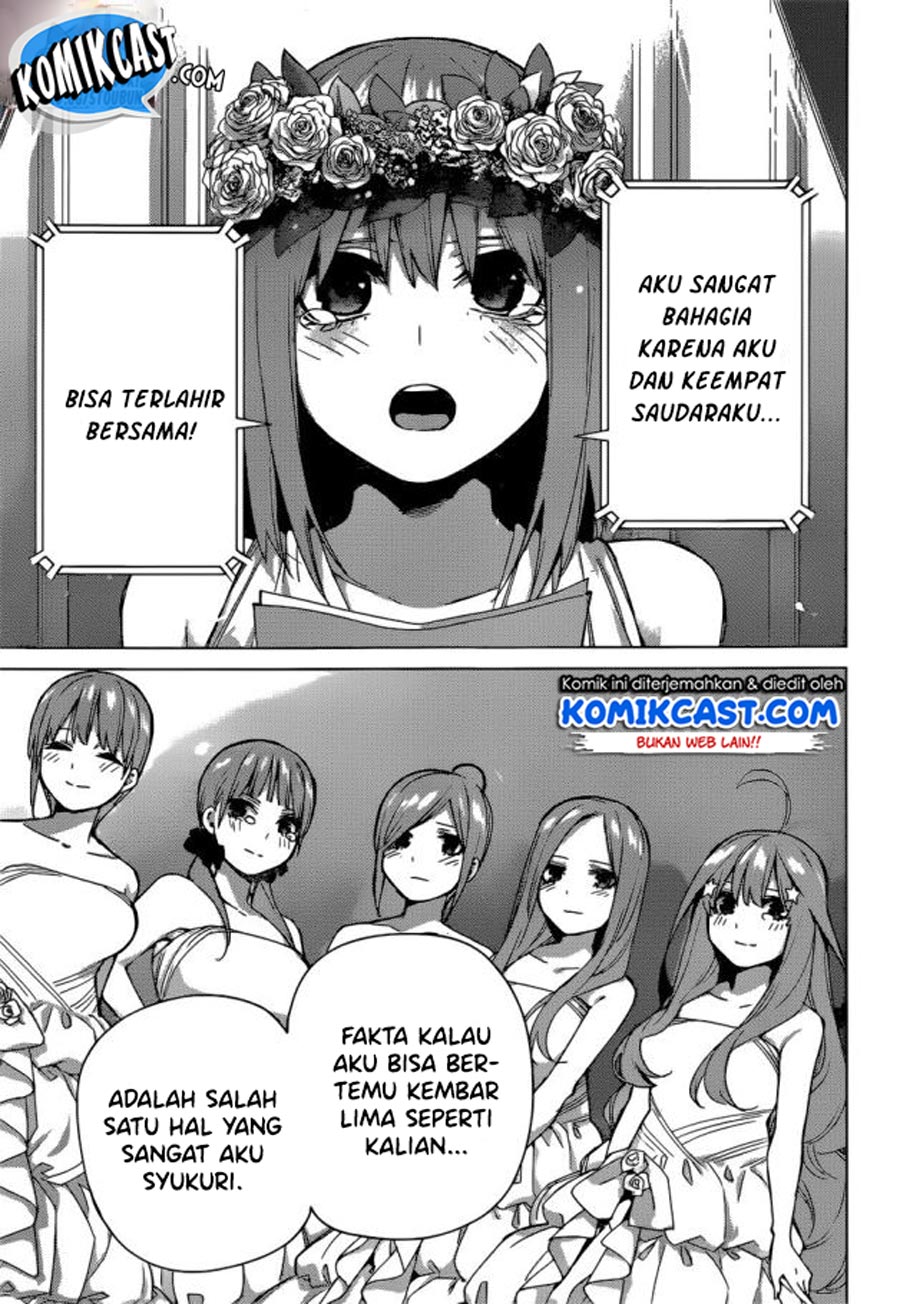 KOMIKCAST
.COM
AKU SANGAT
BAHAGIA
KARENA AKU
DAN KEEMPAT
SAUDARAKU...
BISA TERLAHIR
BERSAMA!
Komik ini diterjemahkan & diedit oleh
KOMIKCAST.COM
BUKAN WEB LAIN!!
FAKTA KALAU
AKU BISA BER-
TEMU KEMBAR
LIMA SEPERTI
KALIAN...
ADALAH SALAH
SATU HAL YANG
SANGAT AKU
SYUKURI.